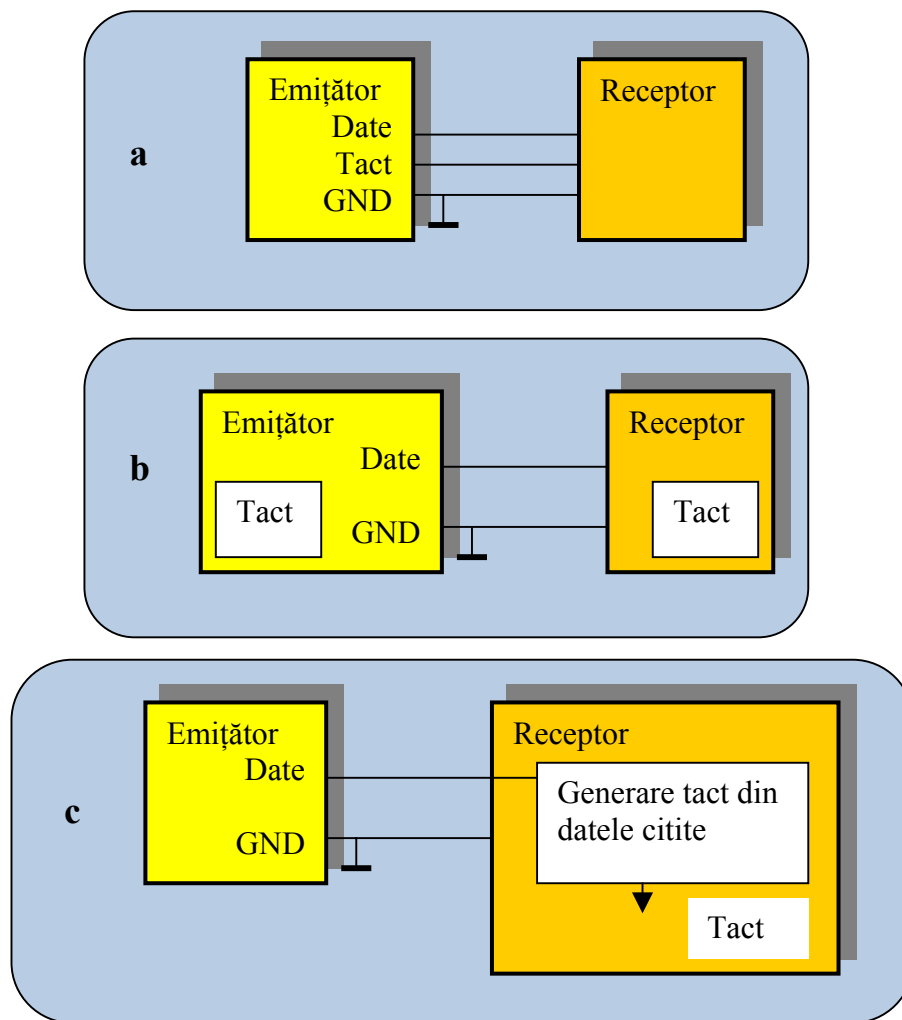 Emițător
Receptor
Date
a
Tact
GND
Emițător
Receptor
Date
b
Tact
Tact
GND
Emițător
Receptor
Date
Generare tact din
datele citite
c
GND
Tact